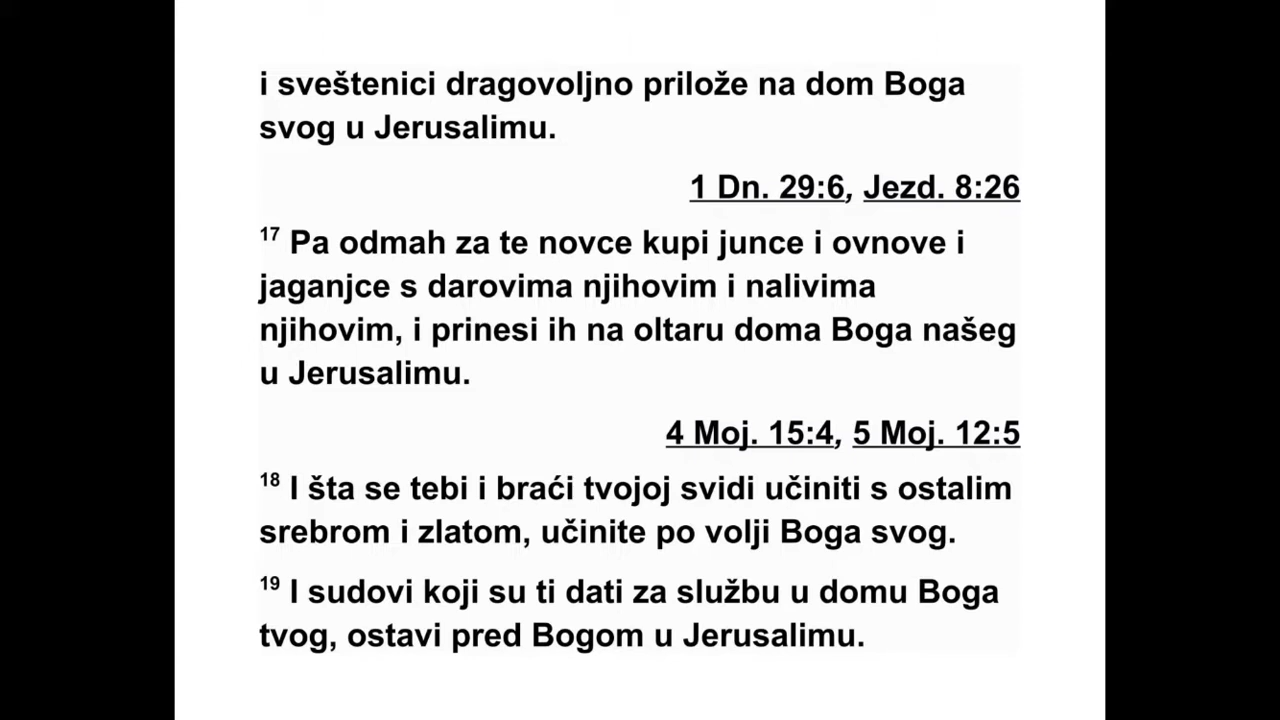 i sveštenici dragovoljno prilože na dom Boga
svog u Jerusalimu.
1 Dn. 29:6, Jezd. 8:26
17 Pa odmah za te novce kupi junce i ovnove i
jaganjce s darovima njihovim i nalivima
njihovim, i prinesi ih na oltaru doma Boga našeg
u Jerusalimu.
4 Moj. 15:4, 5 Moj. 12:5
18 I šta se tebi i braći tvojoj svidi učiniti s ostalim
srebrom i zlatom, učinite po volji Boga svog.
19 I sudovi koji su ti dati za službu u domu Boga
tvog, ostavi pred Bogom u Jerusalimu.